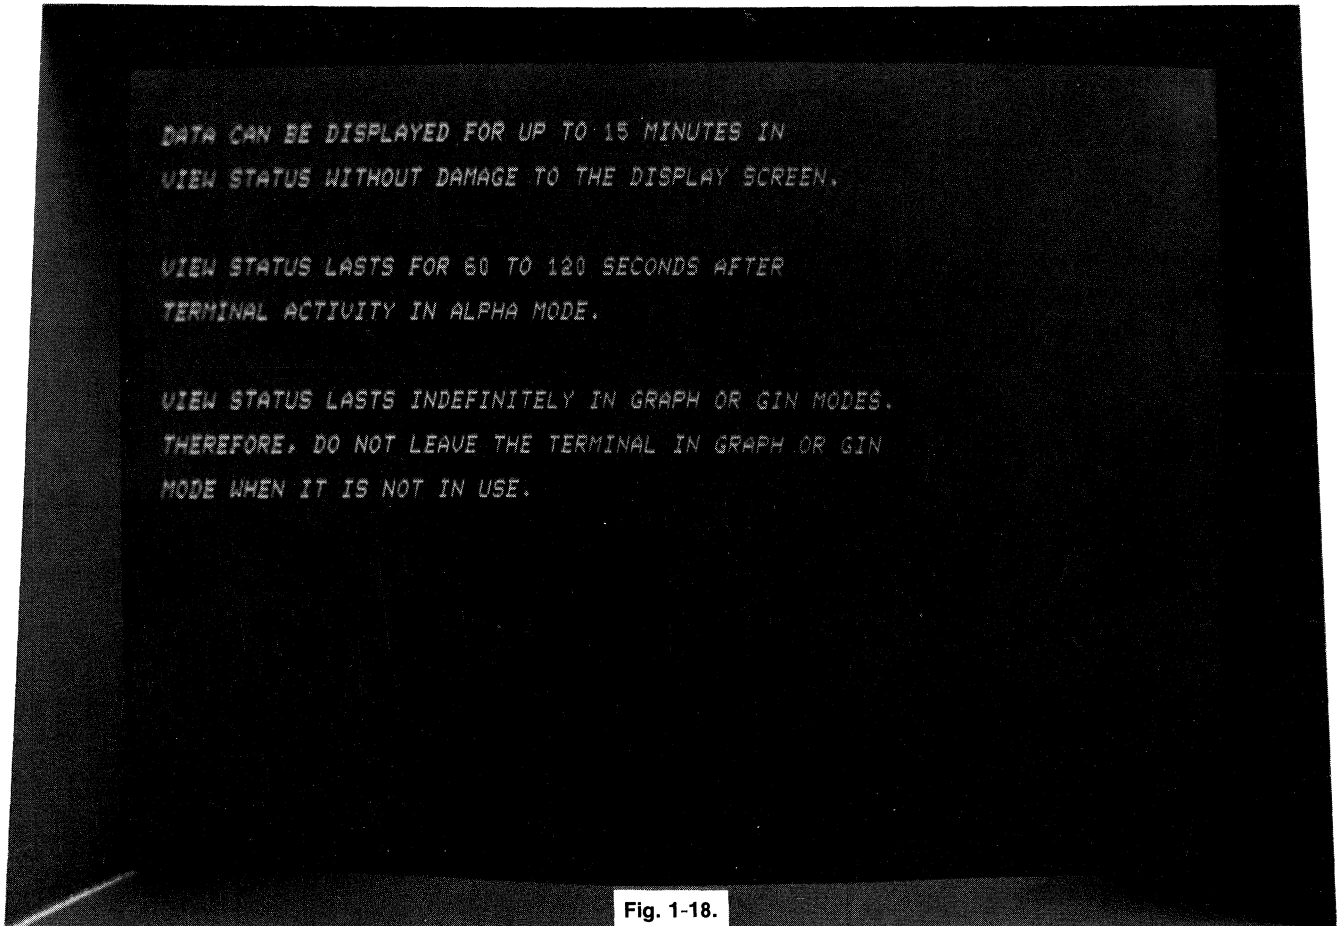 DATA CAN BE DISPLAYED FOR UP TO 15 MINUTES IN
VIEW STATUS WITHOUT DAMAGE TO THE DISPLAY SCREEN.
VIEW STATUS LASTS FOR 60 TO 120 SECONDS AFTER
TERMINAL ACTIVITY IN ALPHA MODE.
VIEW STATUS LASTS INDEFINITELY IN GRAPH OR GIN MODES.
THEREFORE, DO NOT LEAVE THE TERMINAL IN GRAPH OR GIN
MODE WHEN IT IS NOT IN USE.
Fig. 1-18.